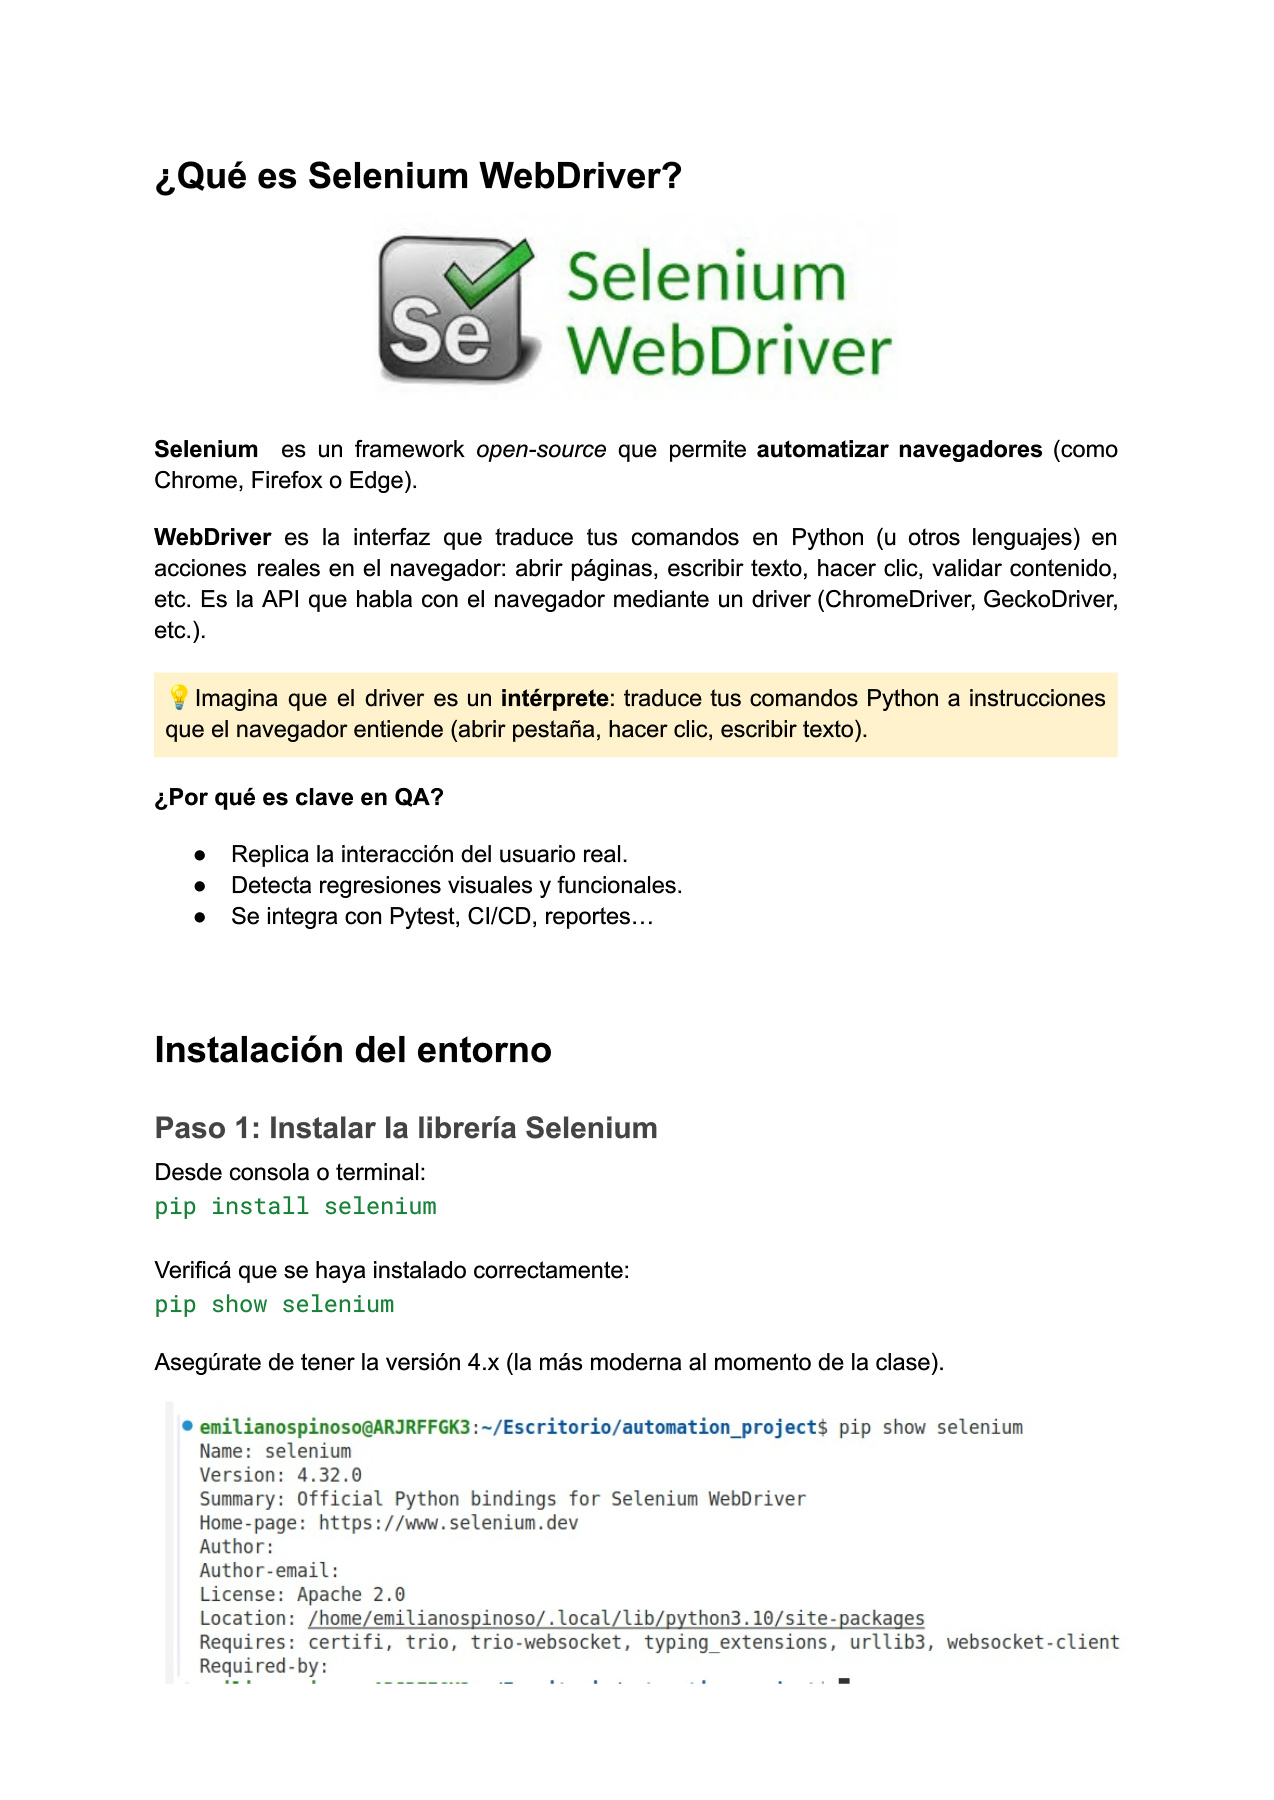 ¿Qué es Selenium WebDriver?
Se
Selenium
WebDriver
Selenium es un framework open-source que permite automatizar navegadores (como
Chrome, Firefox o Edge).
WebDriver es la interfaz que traduce tus comandos en Python (u otros lenguajes) en
acciones reales en el navegador: abrir páginas, escribir texto, hacer clic, validar contenido,
etc. Es la API que habla con el navegador mediante un driver (ChromeDriver, GeckoDriver,
etc.).
💡Imagina que el driver es un intérprete: traduce tus comandos Python a instrucciones
que el navegador entiende (abrir pestaña, hacer clic, escribir texto).
¿Por qué es clave en QA?
● Replica la interacción del usuario real.
● Detecta regresiones visuales y funcionales.
● Se integra con Pytest, CI/CD, reportes…
Instalación del entorno
Paso 1: Instalar la librería Selenium
Desde consola o terminal:
pip install selenium
Verificá que se haya instalado correctamente:
pip show selenium
Asegúrate de tener la versión 4.x (la más moderna al momento de la clase).
emilianospinoso@ARJRFFGK3:~/Escritorio/automation_project$ pip show selenium
Name: selenium
Version: 4.32.0
Summary: Official Python bindings for Selenium WebDriver
Home-page: https://www.selenium.dev
Author:
Author-email:
License: Apache 2.0
Location: /home/emilianospinoso/.local/lib/python3.10/site-packages
Requires: certifi, trio, trio-websocket, typing_extensions, urllib3, websocket-client
Required-by: